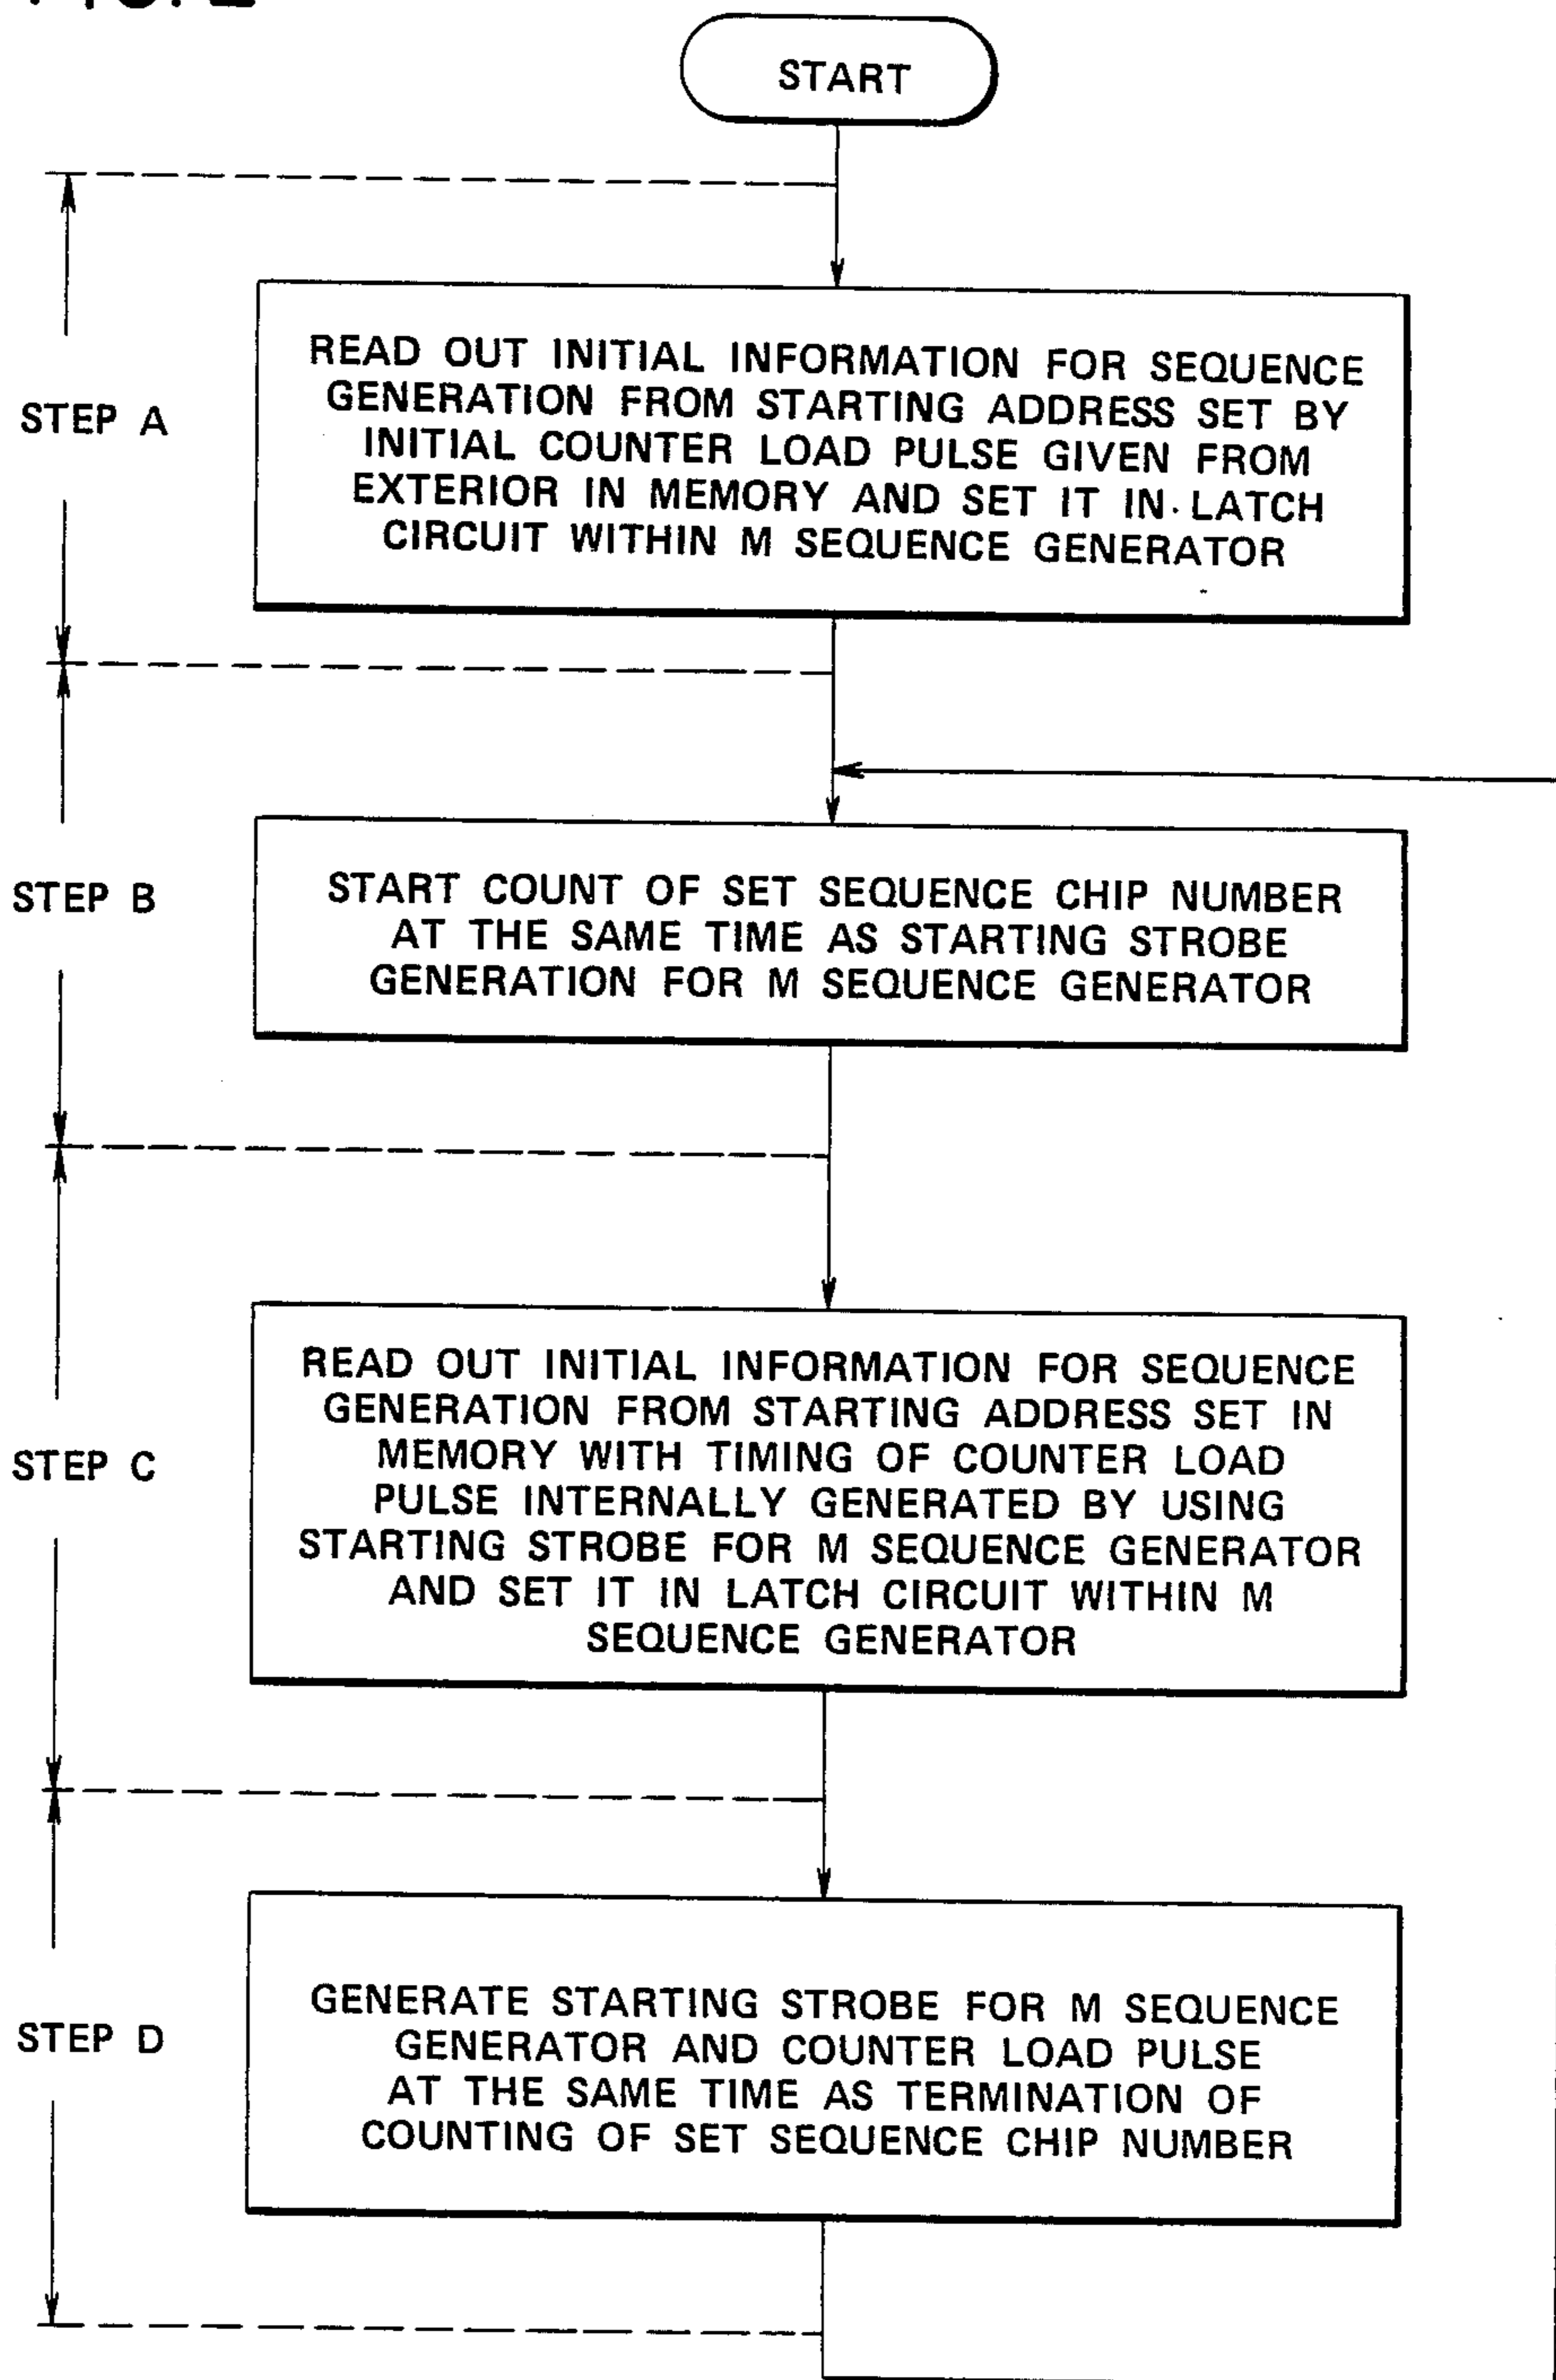 START
STEP A
READ OUT INITIAL INFORMATION FOR SEQUENCE
GENERATION FROM STARTING ADDRESS SET BY
INITIAL COUNTER LOAD PULSE GIVEN FROM
EXTERIOR IN MEMORY AND SET IT IN LATCH
CIRCUIT WITHIN M SEQUENCE GENERATOR
STEP B
START COUNT OF SET SEQUENCE CHIP NUMBER
AT THE SAME TIME AS STARTING STROBE
GENERATION FOR M SEQUENCE GENERATOR
STEP C
READ OUT INITIAL INFORMATION FOR SEQUENCE
GENERATION FROM STARTING ADDRESS SET IN
MEMORY WITH TIMING OF COUNTER LOAD
PULSE INTERNALLY GENERATED BY USING
STARTING STROBE FOR M SEQUENCE GENERATOR
AND SET IT IN LATCH CIRCUIT WITHIN M
SEQUENCE GENERATOR
STEP D
GENERATE STARTING STROBE FOR M SEQUENCE
GENERATOR AND COUNTER LOAD PULSE
AT THE SAME TIME AS TERMINATION OF
COUNTING OF SET SEQUENCE CHIP NUMBER